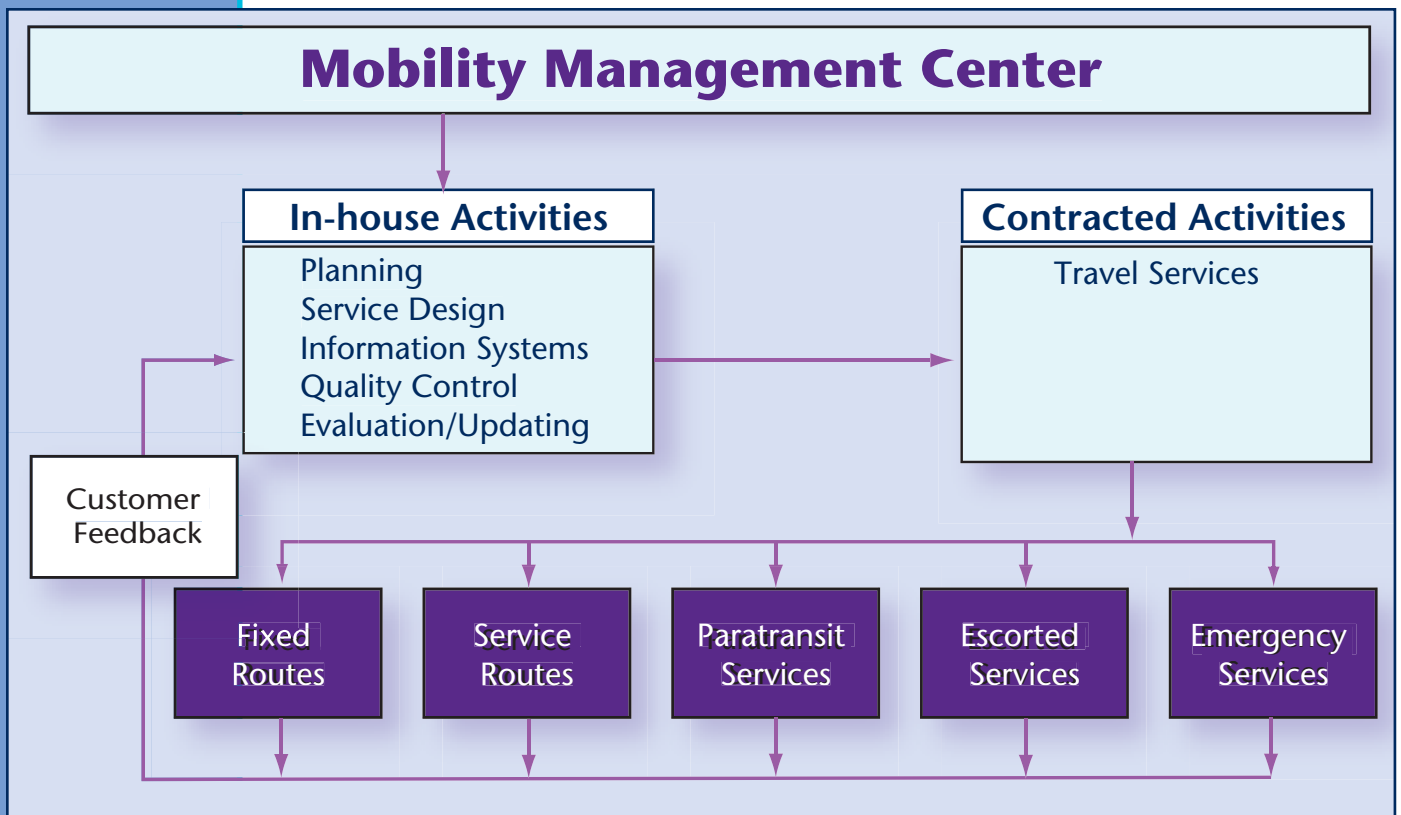 Mobility Management Center
In-house Activities
Planning
Service Design
Information Systems
Quality Control
Evaluation/Updating
Contracted Activities
Travel Services
Customer
Feedback
Fixed
Routes
Service
Routes
Paratransit
Services
Escorted
Services
Emergency
Services